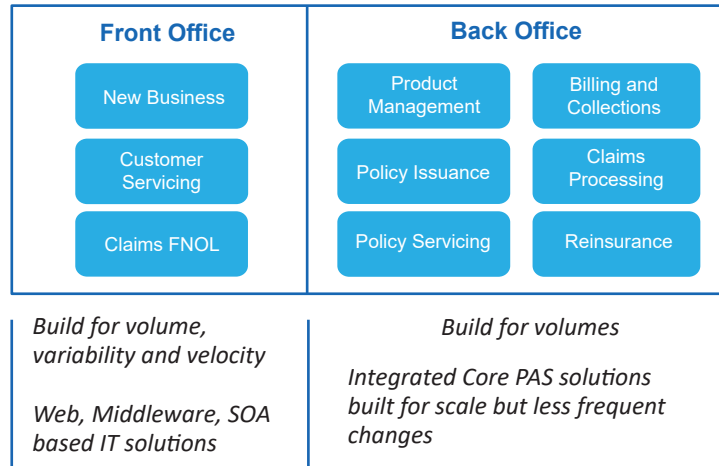 Front Office
New Business
Customer
Servicing
Claims FNOL
Build for volume,
variability and velocity
Web, Middleware, SOA
based IT solutions
Back Office
Product
Management
Billing and
Collections
Policy Issuance
Claims
Processing
Policy Servicing
Reinsurance
Build for volumes
Integrated Core PAS solutions
built for scale but less frequent
changes